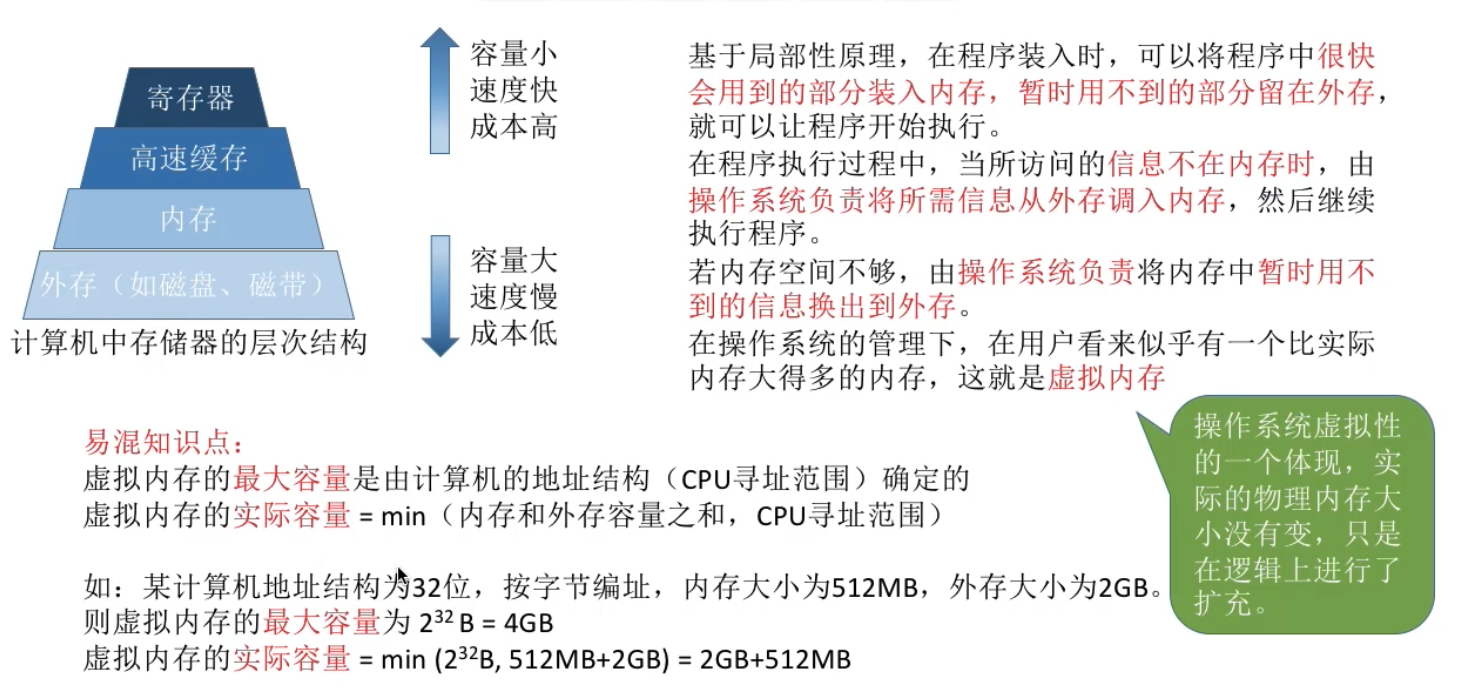 寄存器
高速缓存
内存
外存（如磁盘、磁带）
计算机中存储器的层次结构
容量小
速度快
成本高
容量大
速度慢
成本低
基于局部性原理，在程序装入时，可以将程序中很快
会用到的部分装入内存，暂时用不到的部分留在外存，
就可以让程序开始执行。
在程序执行过程中，当所访问的信息不在内存时，由
操作系统负责将所需信息从外存调入内存，然后继续
执行程序。
若内存空间不够，由操作系统负责将内存中暂时用不
到的信息换出到外存。
在操作系统的管理下，在用户看来似乎有一个比实际
内存大得多的内存，这就是虚拟内存
操作系统虚拟性
的一个体现，实
际的物理内存大
小没有变，只是
在逻辑上进行了
扩充。
易混知识点：
虚拟内存的最大容量是由计算机的地址结构（CPU寻址范围）确定的
虚拟内存的实际容量 = min（内存和外存容量之和，CPU寻址范围）
如：某计算机地址结构为32位，按字节编址，内存大小为512MB，外存大小为2GB。
则虚拟内存的最大容量为 2³² B = 4GB
虚拟内存的实际容量 = min (2³²B, 512MB+2GB) = 2GB+512MB